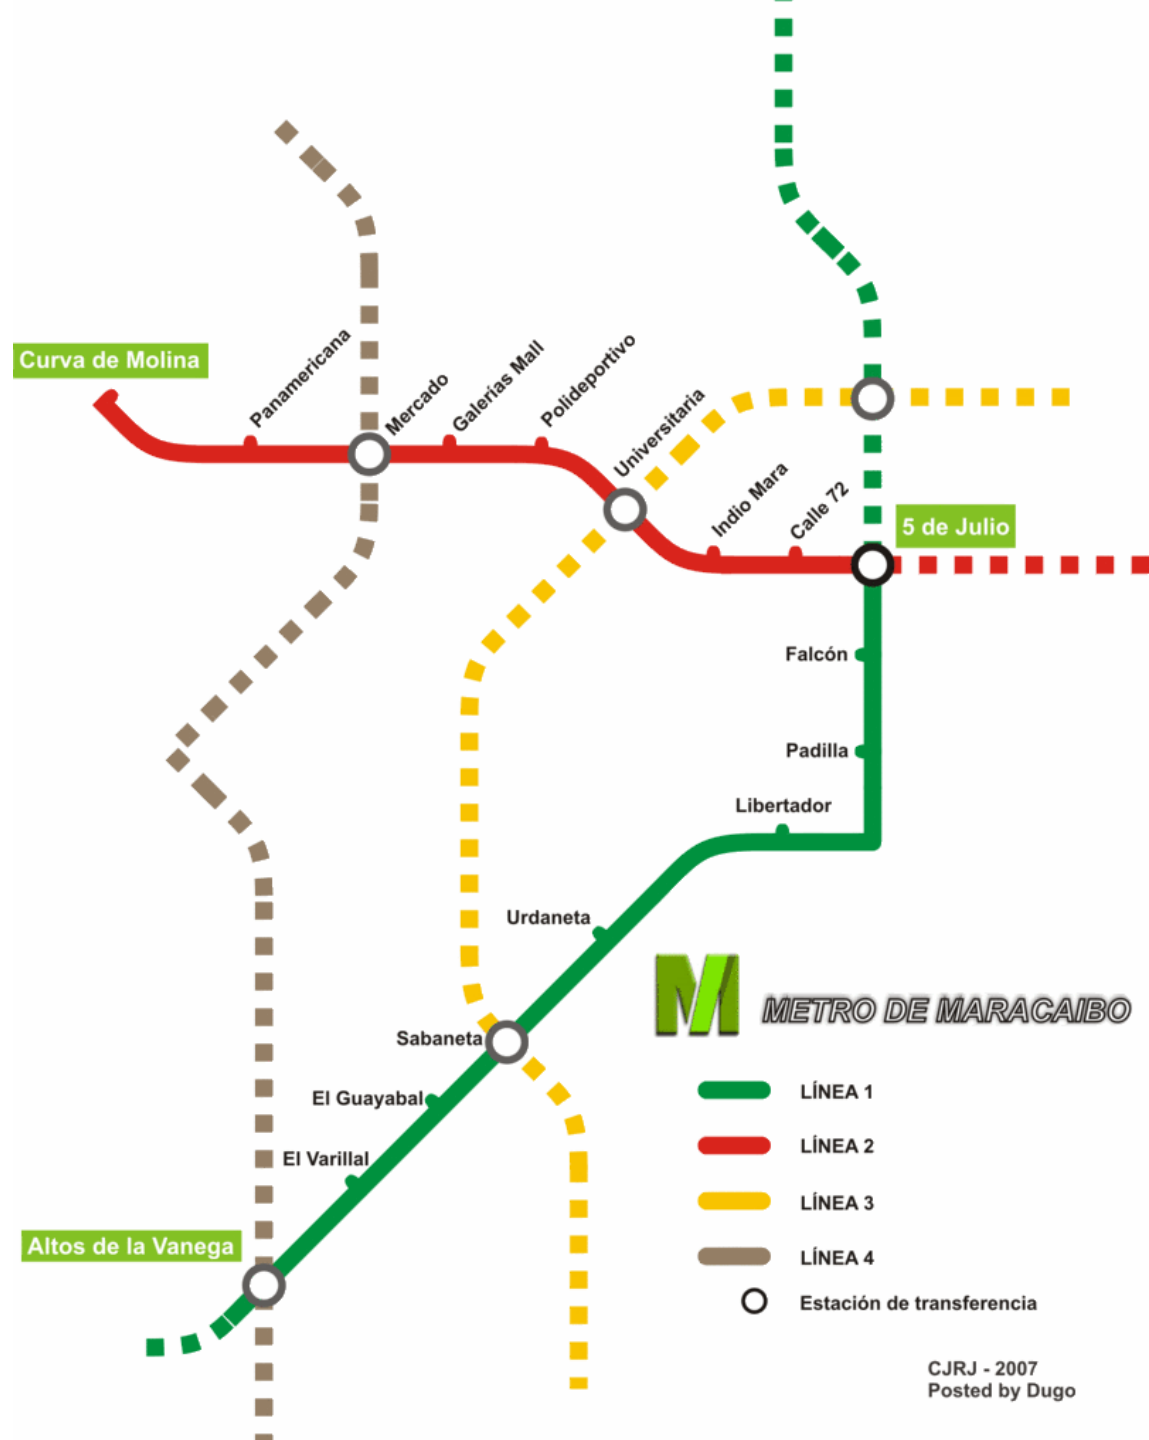 Curva de Molina
Panamericana
Mercado
Galerías Mall
Polideportivo
Universitaria
Indio Mara
Calle 72
5 de Julio
Falcón
Padilla
Libertador
Urdaneta
Sabaneta
El Guayabal
El Varillal
Altos de la Vanega
METRO DE MARACAIBO
LÍNEA 1
LÍNEA 2
LÍNEA 3
LÍNEA 4
Estación de transferencia
CJRJ - 2007
Posted by Dugo